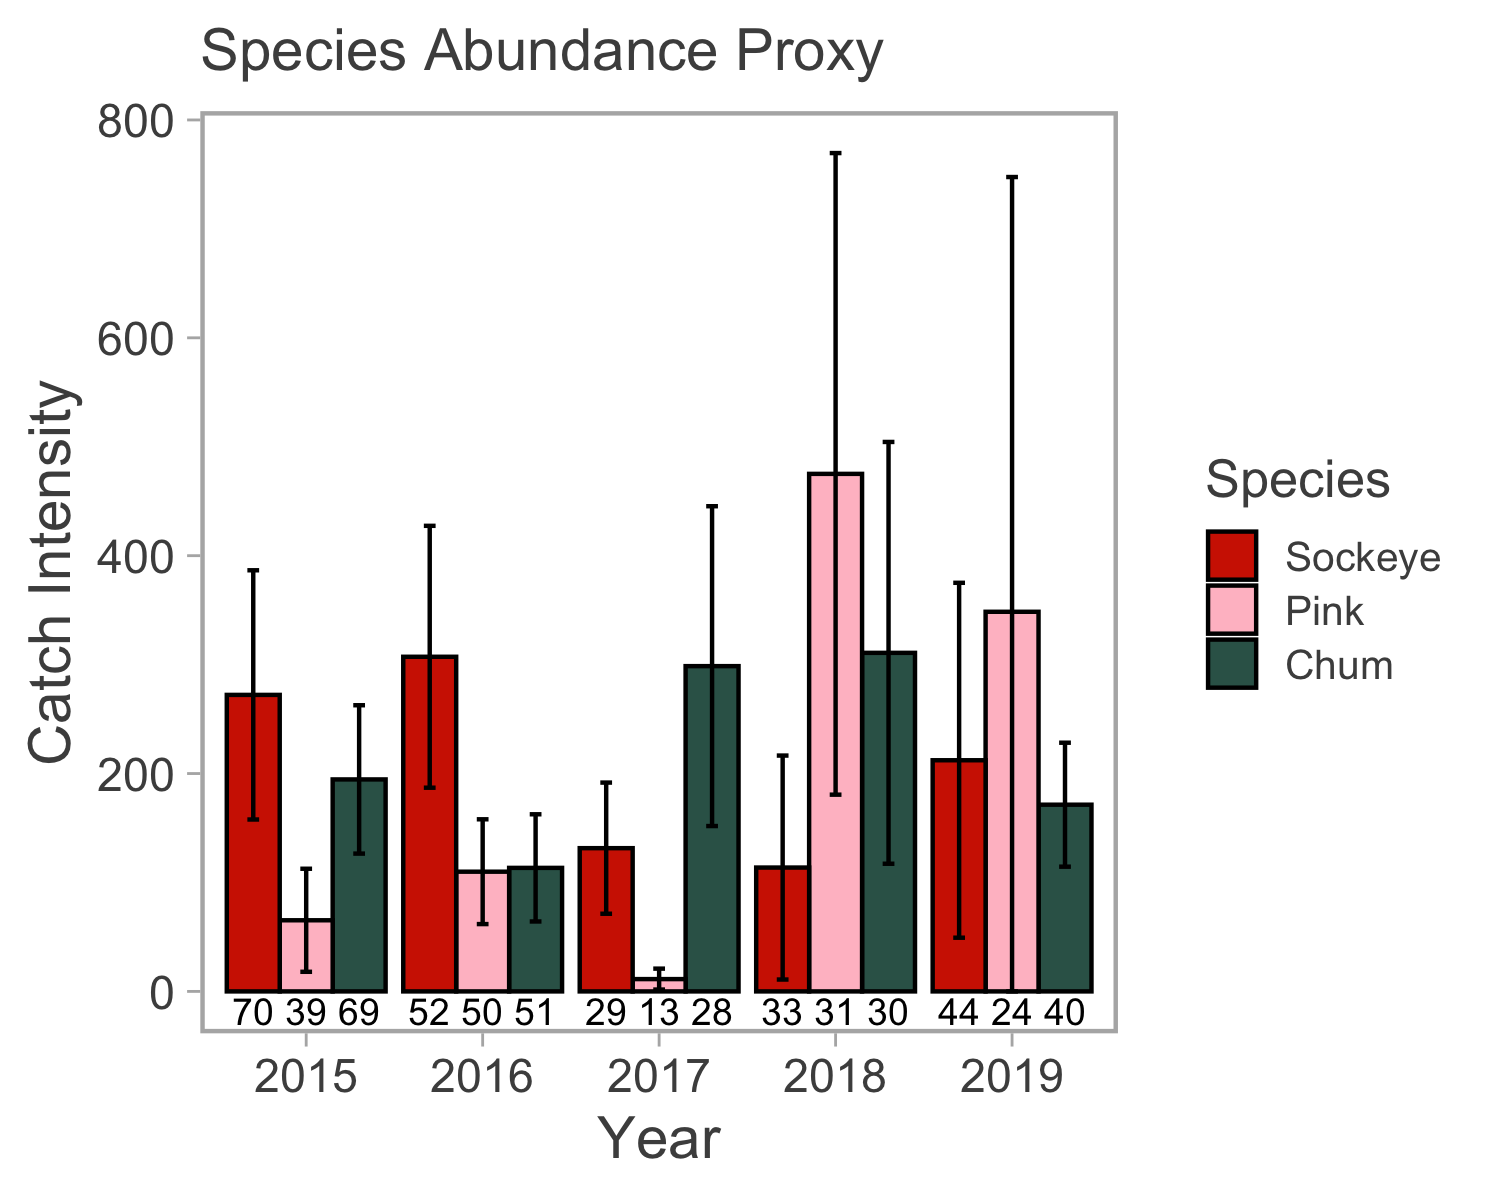 Species Abundance Proxy
800
600
400
200
0
Catch Intensity
70 39 69 52 50 51 29 13 28 33 31 30 44 24 40
2015 2016 2017 2018 2019
Year
Species
Sockeye
Pink
Chum